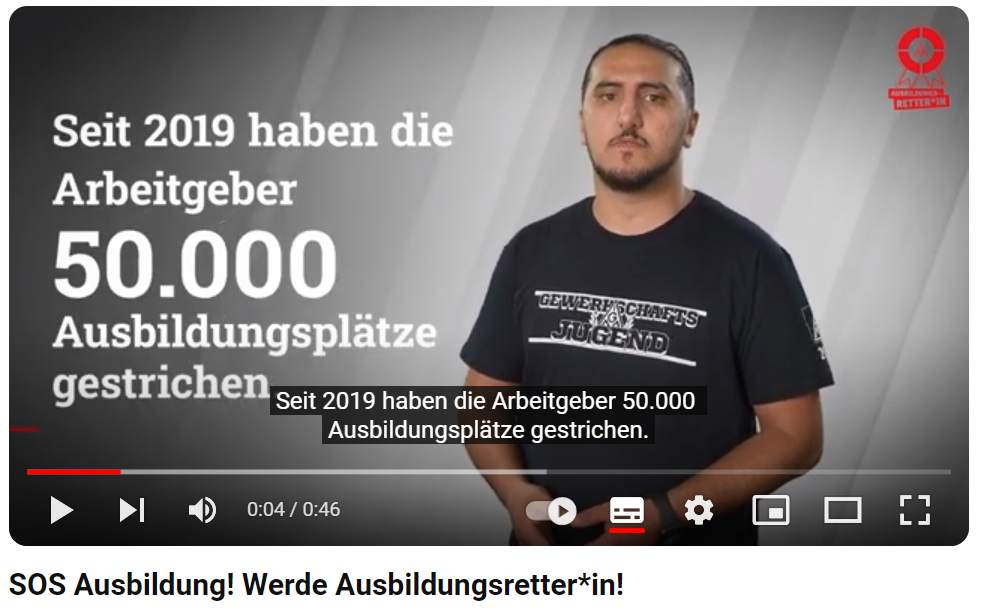 Seit 2019 haben die
Arbeitgeber
50.000
Ausbildungsplätze
gestrichen
AUSBILDUNGS-
RETTER*IN
GEWERKSCHAFTS
JUGEND
Seit 2019 haben die Arbeitgeber 50.000
Ausbildungsplätze gestrichen.
0:04 / 0:46
SOS Ausbildung! Werde Ausbildungsretter*in!